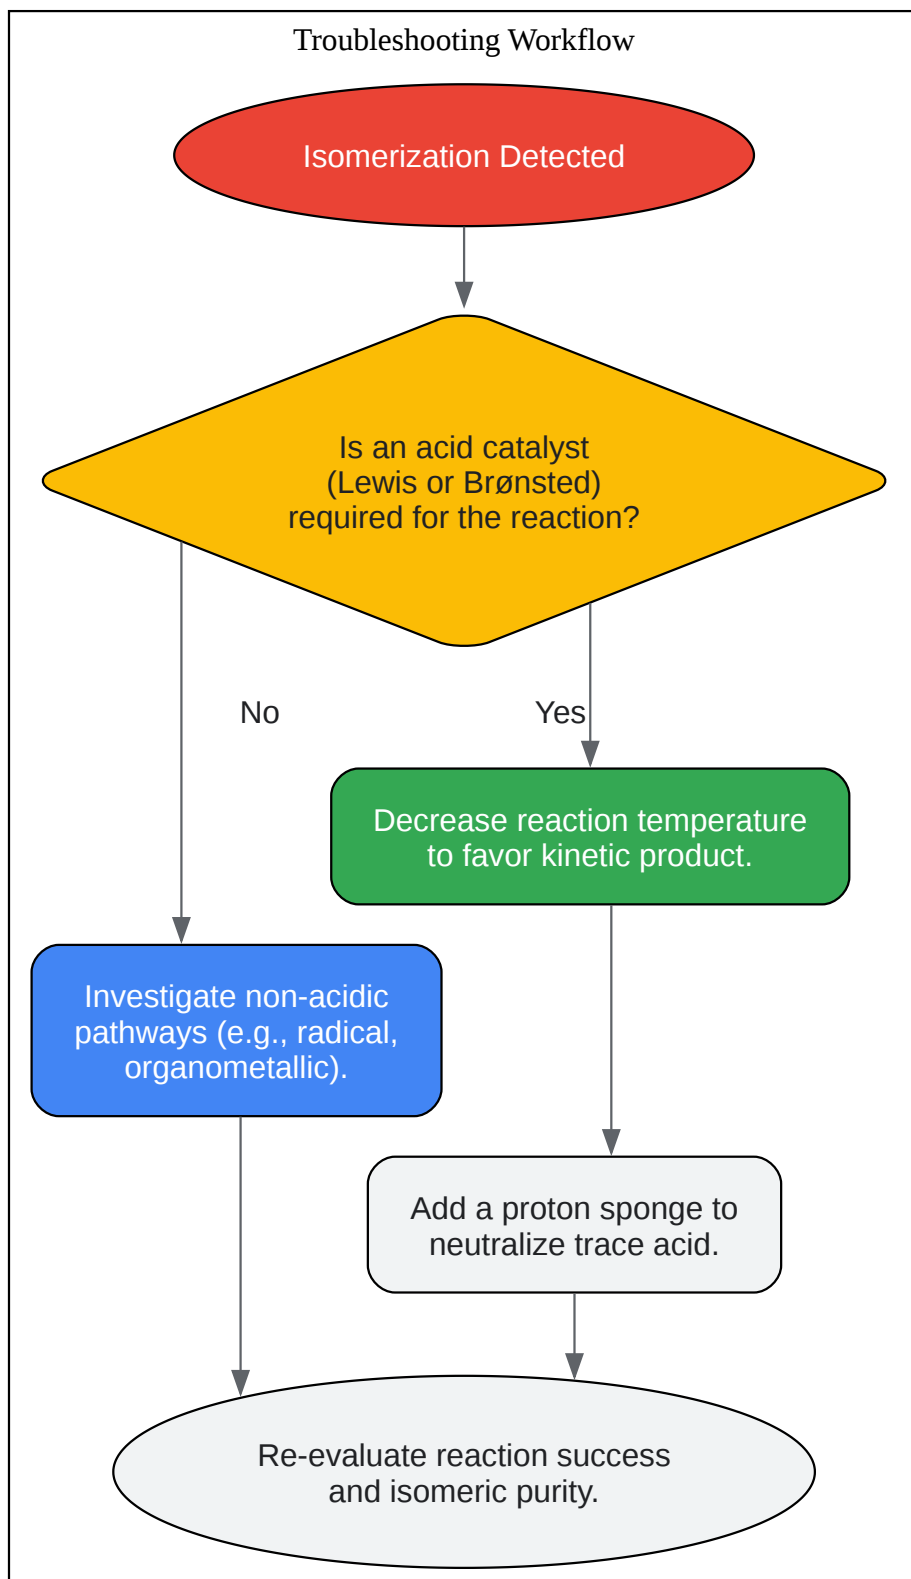 Troubleshooting Workflow
Isomerization Detected
Is an acid catalyst
(Lewis or Brønsted)
required for the reaction?
No
Yes
Decrease reaction temperature
to favor kinetic product.
Investigate non-acidic
pathways (e.g., radical,
organometallic).
Add a proton sponge to
neutralize trace acid.
Re-evaluate reaction success
and isomeric purity.